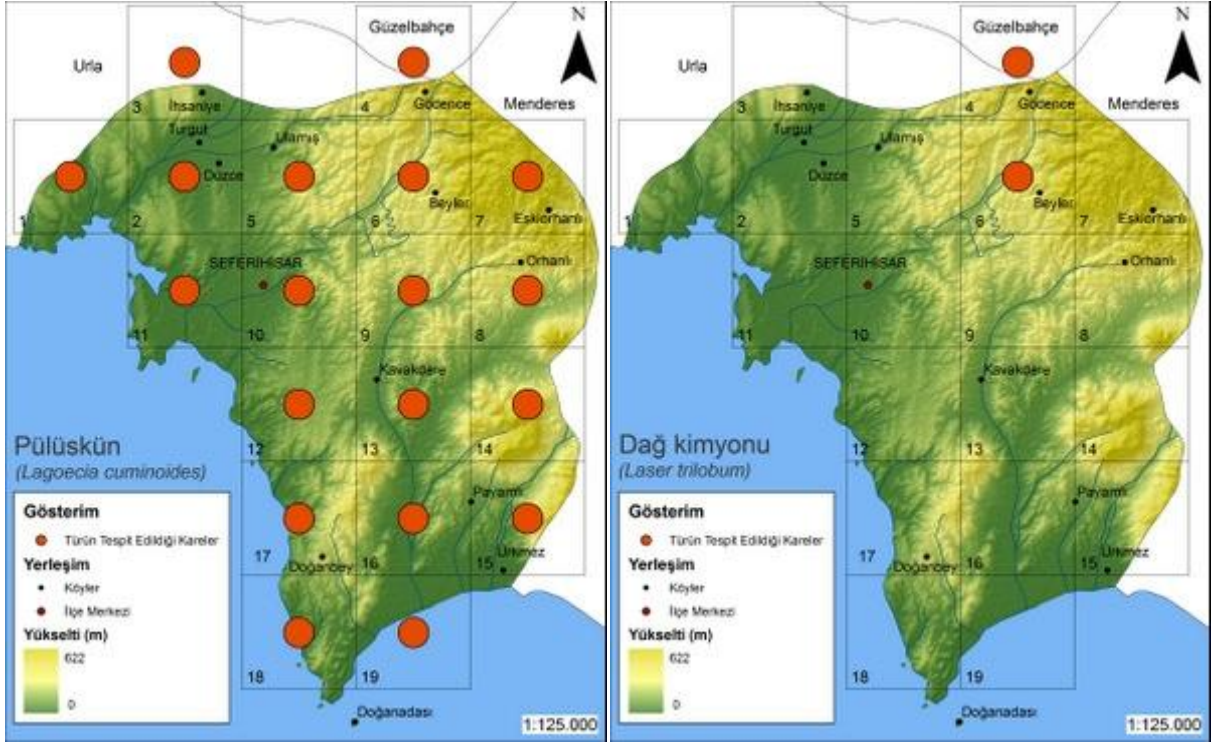 Güzelbahçe
N
Urla
İhsaniye
3
4
Gödence
Menderes
Turgut
Ulamış
Düzce
Beyler
Eskiorhanlı
1
2
5
6
7
SEFERİHİSAR
Orhanlı
11
10
9
8
Kavakdere
Pülüskün
(Lagoecia cuminoides)
12
13
14
Payamlı
Gösterim
Türün Tespit Edildiği Kareler
Yerleşim
Köyler
İlçe Merkezi
Yükselti (m)
622
0
17
Doğanbey
16
15
Ürkmez
18
19
Doğanadası
1:125.000
Güzelbahçe
N
Urla
İhsaniye
3
4
Gödence
Menderes
Turgut
Ulamış
Düzce
Beyler
Eskiorhanlı
1
2
5
6
7
SEFERİHİSAR
Orhanlı
11
10
9
8
Kavakdere
Dağ kimyonu
(Laser trilobum)
12
13
14
Payamlı
Gösterim
Türün Tespit Edildiği Kareler
Yerleşim
Köyler
İlçe Merkezi
Yükselti (m)
622
0
17
Doğanbey
16
15
Ürkmez
18
19
Doğanadası
1:125.000